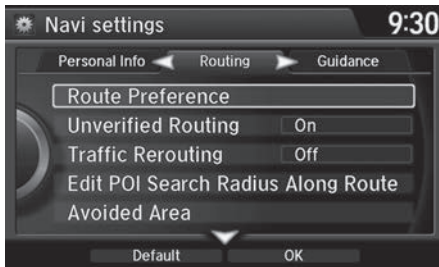 Navi settings 9:30
Personal Info Routing Guidance
Route Preference
Unverified Routing On
Traffic Rerouting Off
Edit POI Search Radius Along Route
Avoided Area
Default OK